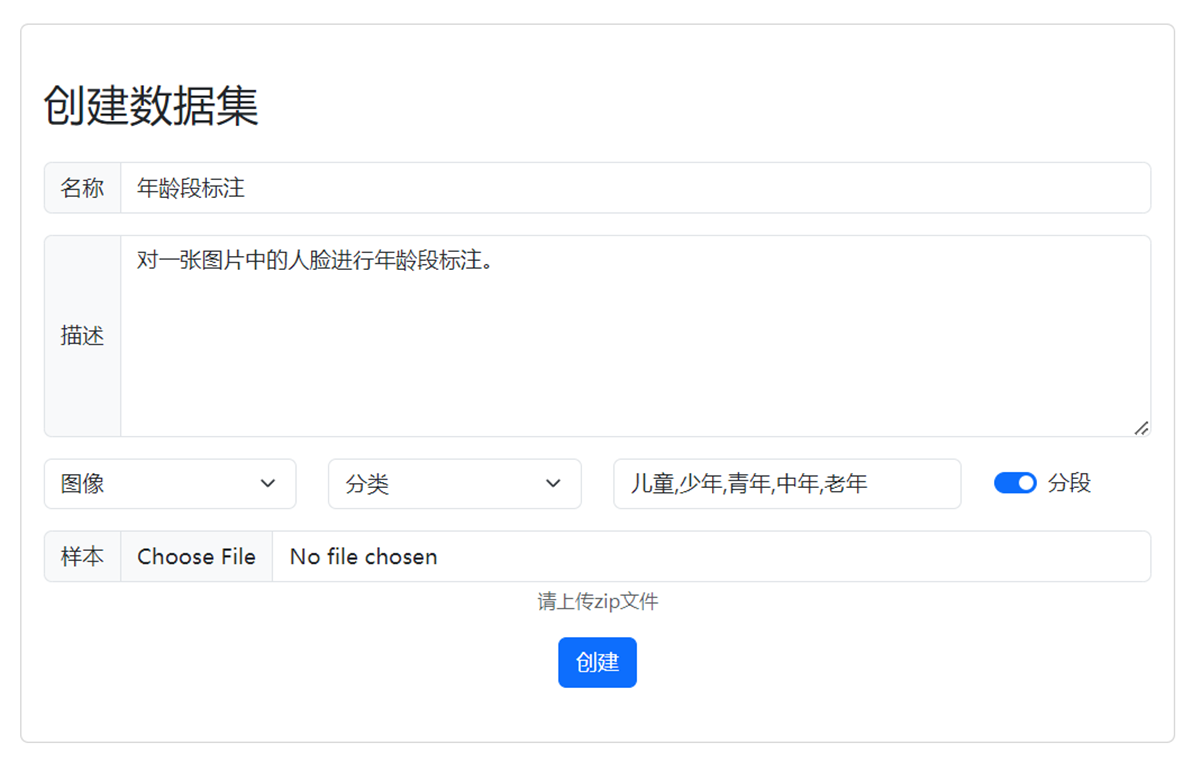 创建数据集
名称 年龄段标注
描述 对一张图片中的人脸进行年龄段标注。
图像 分类 儿童,少年,青年,中年,老年 分段
样本 Choose File No file chosen
请上传zip文件
创建